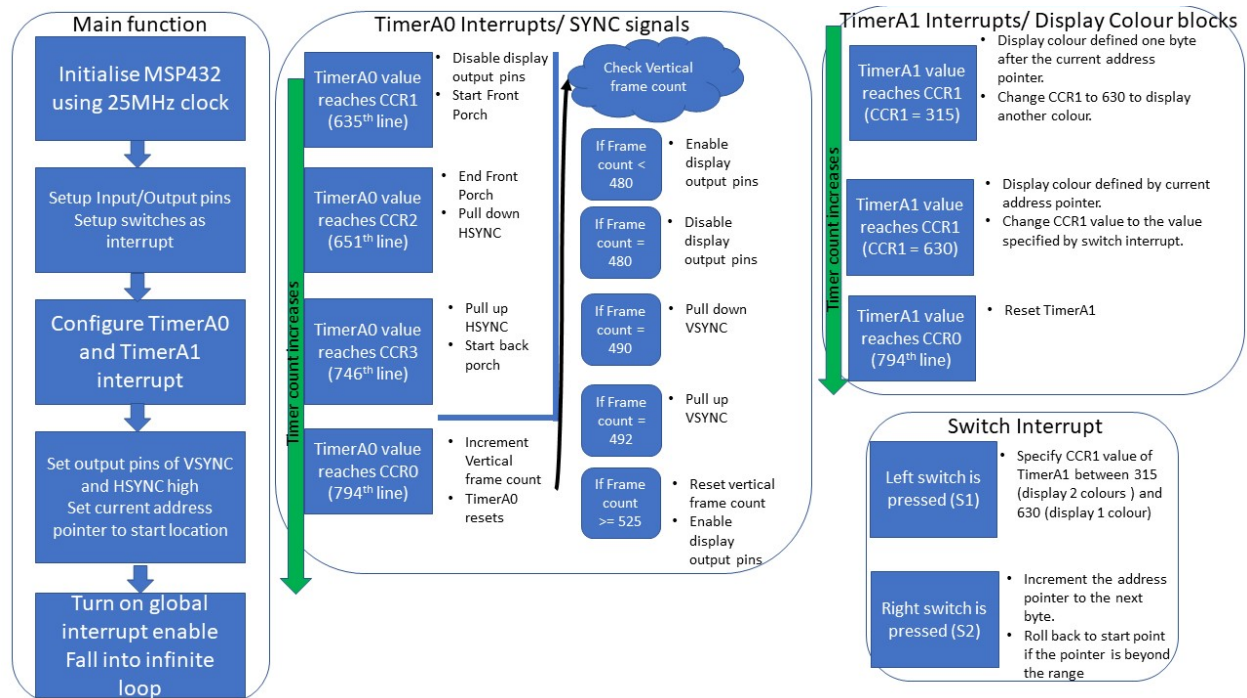 Main function
Initialise MSP432
using 25MHz clock
Setup Input/Output pins
Setup switches as
interrupt
Configure TimerA0
and TimerA1
interrupt
Set output pins of VSYNC
and HSYNC high
Set current address
pointer to start location
Turn on global
interrupt enable
Fall into infinite
loop
TimerA0 Interrupts/ SYNC signals
Timer count increases
TimerA0 value
reaches CCR1
(635th line)
• Disable display
output pins
• Start Front
Porch
TimerA0 value
reaches CCR2
(651th line)
• End Front
Porch
• Pull down
HSYNC
TimerA0 value
reaches CCR3
(746th line)
• Pull up
HSYNC
• Start back
porch
TimerA0 value
reaches CCR0
(794th line)
• Increment
Vertical
frame count
• TimerA0
resets
Check Vertical
frame count
If Frame
count <
480
• Enable
display
output pins
If Frame
count =
480
• Disable
display
output pins
If Frame
count =
490
• Pull down
VSYNC
If Frame
count =
492
• Pull up
VSYNC
If Frame
count
>= 525
• Reset vertical
frame count
• Enable
display
output pins
TimerA1 Interrupts/ Display Colour blocks
Timer count increases
TimerA1 value
reaches CCR1
(CCR1 = 315)
• Display colour defined one byte
after the current address
pointer.
• Change CCR1 to 630 to display
another colour.
TimerA1 value
reaches CCR1
(CCR1 = 630)
• Display colour defined by current
address pointer.
• Change CCR1 value to the value
specified by switch interrupt.
TimerA1 value
reaches CCR0
(794th line)
• Reset TimerA1
Switch Interrupt
Left switch is
pressed (S1)
• Specify CCR1 value of
TimerA1 between 315
(display 2 colours ) and
630 (display 1 colour)
Right switch is
pressed (S2)
• Increment the address
pointer to the next
byte.
• Roll back to start point
if the pointer is beyond
the range